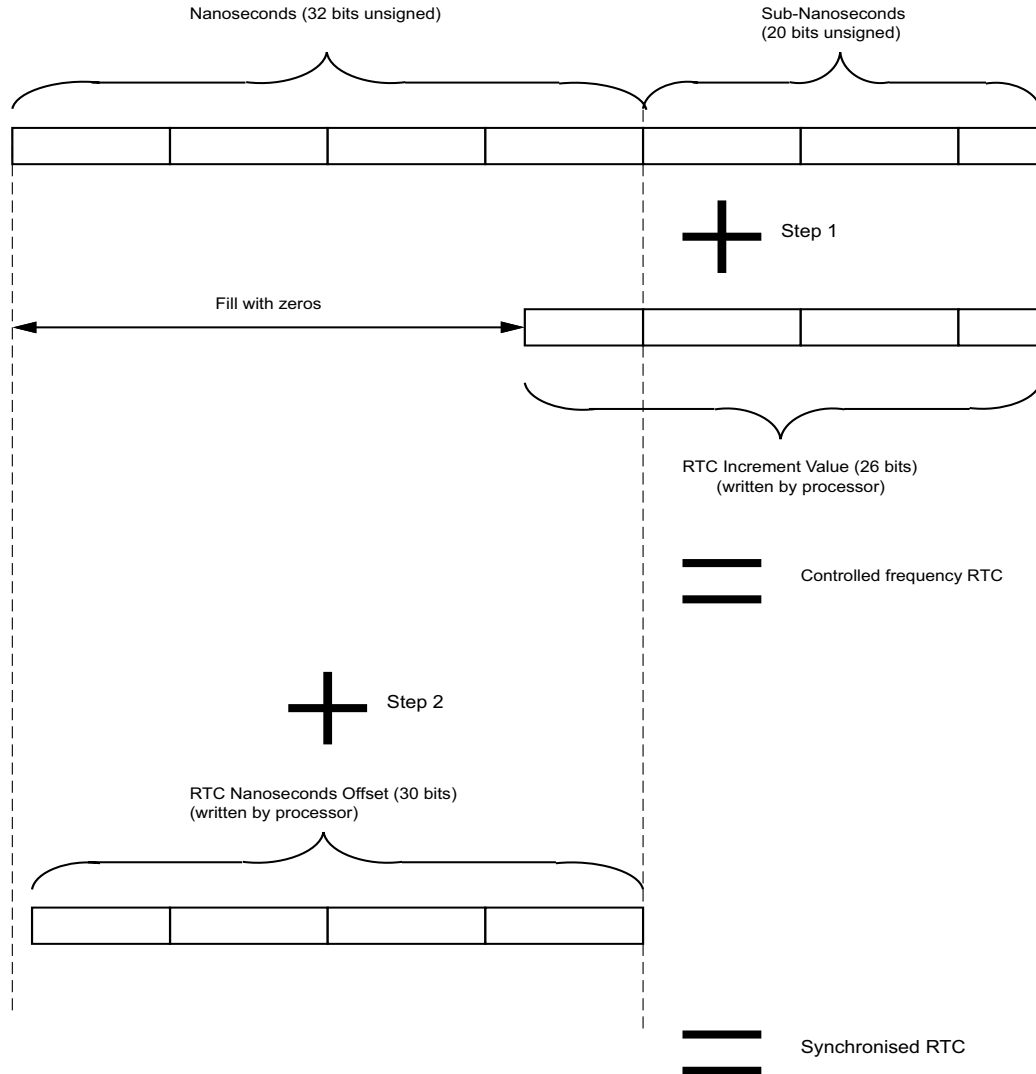 Nanoseconds (32 bits unsigned)
Sub-Nanoseconds
(20 bits unsigned)
Step 1
Fill with zeros
RTC Increment Value (26 bits)
(written by processor)
Controlled frequency RTC
Step 2
RTC Nanoseconds Offset (30 bits)
(written by processor)
Synchronised RTC